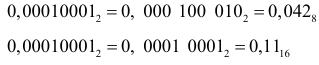 0,00010001₂ = 0, 000 100 010₂ = 0,042₈
0,00010001₂ = 0, 0001 0001₂ = 0,11₁₆